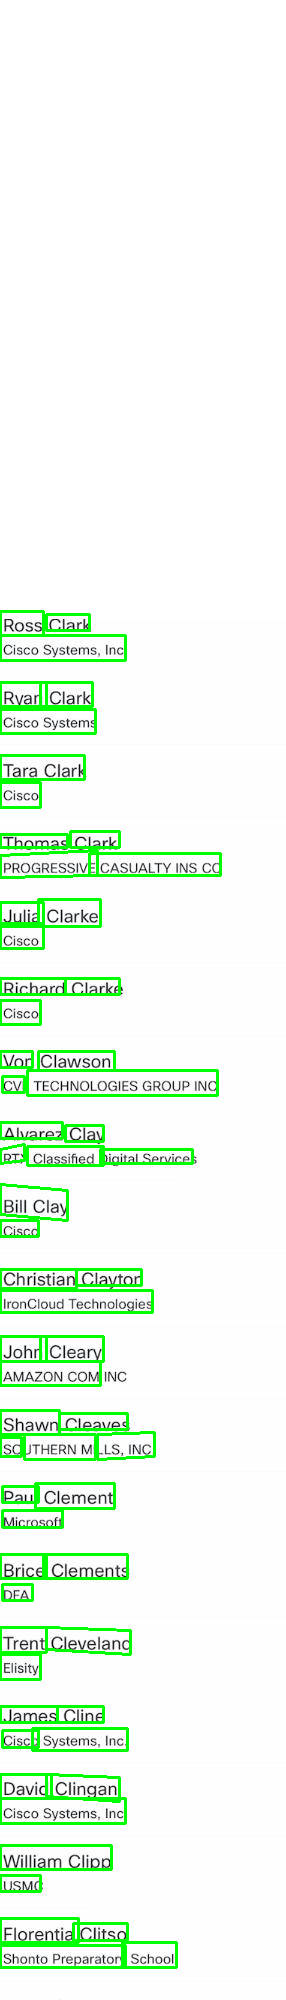 Ross Clark
Cisco Systems, Inc
Ryan Clark
Cisco Systems
Tara Clark
Cisco
Thomas Clark
PROGRESSIVE CASUALTY INS CO
Julia Clarke
Cisco
Richard Clarke
Cisco
Von Clawson
CVI TECHNOLOGIES GROUP INC
Alvarez Clay
RTX Classified Digital Services
Bill Clay
Cisco
Christian Clayton
IronCloud Technologies
John Cleary
AMAZON COM INC
Shawn Cleaves
SOUTHERN MILLS, INC.
Paul Clement
Microsoft
Brice Clements
DFA
Trent Cleveland
Elisity
James Cline
Cisco Systems, Inc.
David Clingan
Cisco Systems, Inc
William Clipp
USMC
Florentia Clitso
Shonto Preparatory School